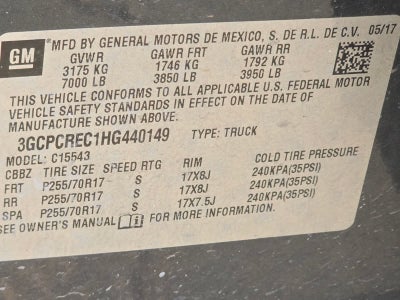 GM MFD BY GENERAL MOTORS DE MEXICO, S. DE R.L. DE C.V. 05/17
GVWR GAWR FRT GAWR RR
3175 KG 1746 KG 1792 KG
7000 LB 3850 LB 3950 LB
THIS VEHICLE CONFORMS TO ALL APPLICABLE U.S. FEDERAL MOTOR
VEHICLE SAFETY STANDARDS IN EFFECT ON THE DATE OF
MANUFACTURE SHOWN ABOVE.
3GCPCREC1HG440149 TYPE: TRUCK
MODEL: C15543
CBBZ TIRE SIZE SPEED RTG RIM COLD TIRE PRESSURE
FRT P255/70R17 S 17X8J 240KPA(35PSI)
RR P255/70R17 S 17X8J 240KPA(35PSI)
SPA P255/70R17 S 17X7.5J 240KPA(35PSI)
SEE OWNER'S MANUAL FOR MORE INFORMATION.